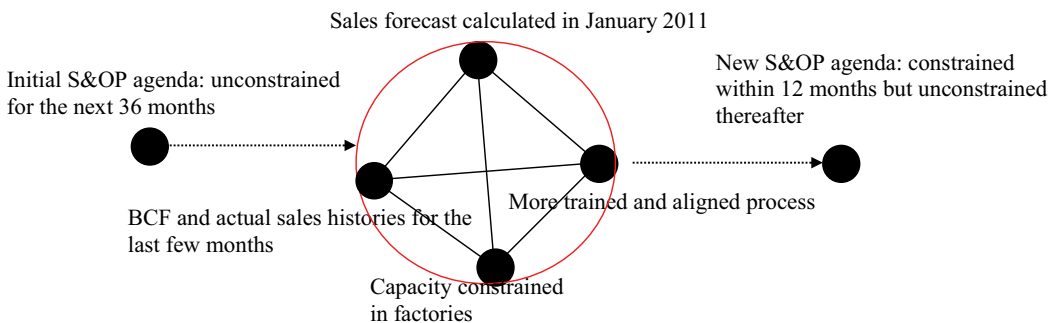 Sales forecast calculated in January 2011
Initial S&OP agenda: unconstrained
for the next 36 months
New S&OP agenda: constrained
within 12 months but unconstrained
thereafter
BCF and actual sales histories for the
last few months
More trained and aligned process
Capacity constrained
in factories